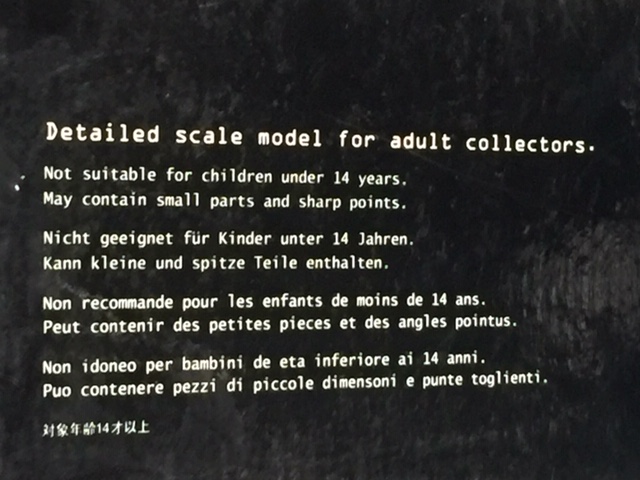 Detailed scale model for adult collectors.
Not suitable for children under 14 years.
May contain small parts and sharp points.
Nicht geeignet für Kinder unter 14 Jahren.
Kann kleine und spitze Teile enthalten.
Non recommande pour les enfants de moins de 14 ans.
Peut contenir des petites pieces et des angles pointus.
Non idoneo per bambini de eta inferiore ai 14 anni.
Puo contenere pezzi di piccole dimensoni e punte toglienti.
対象年齢14才以上